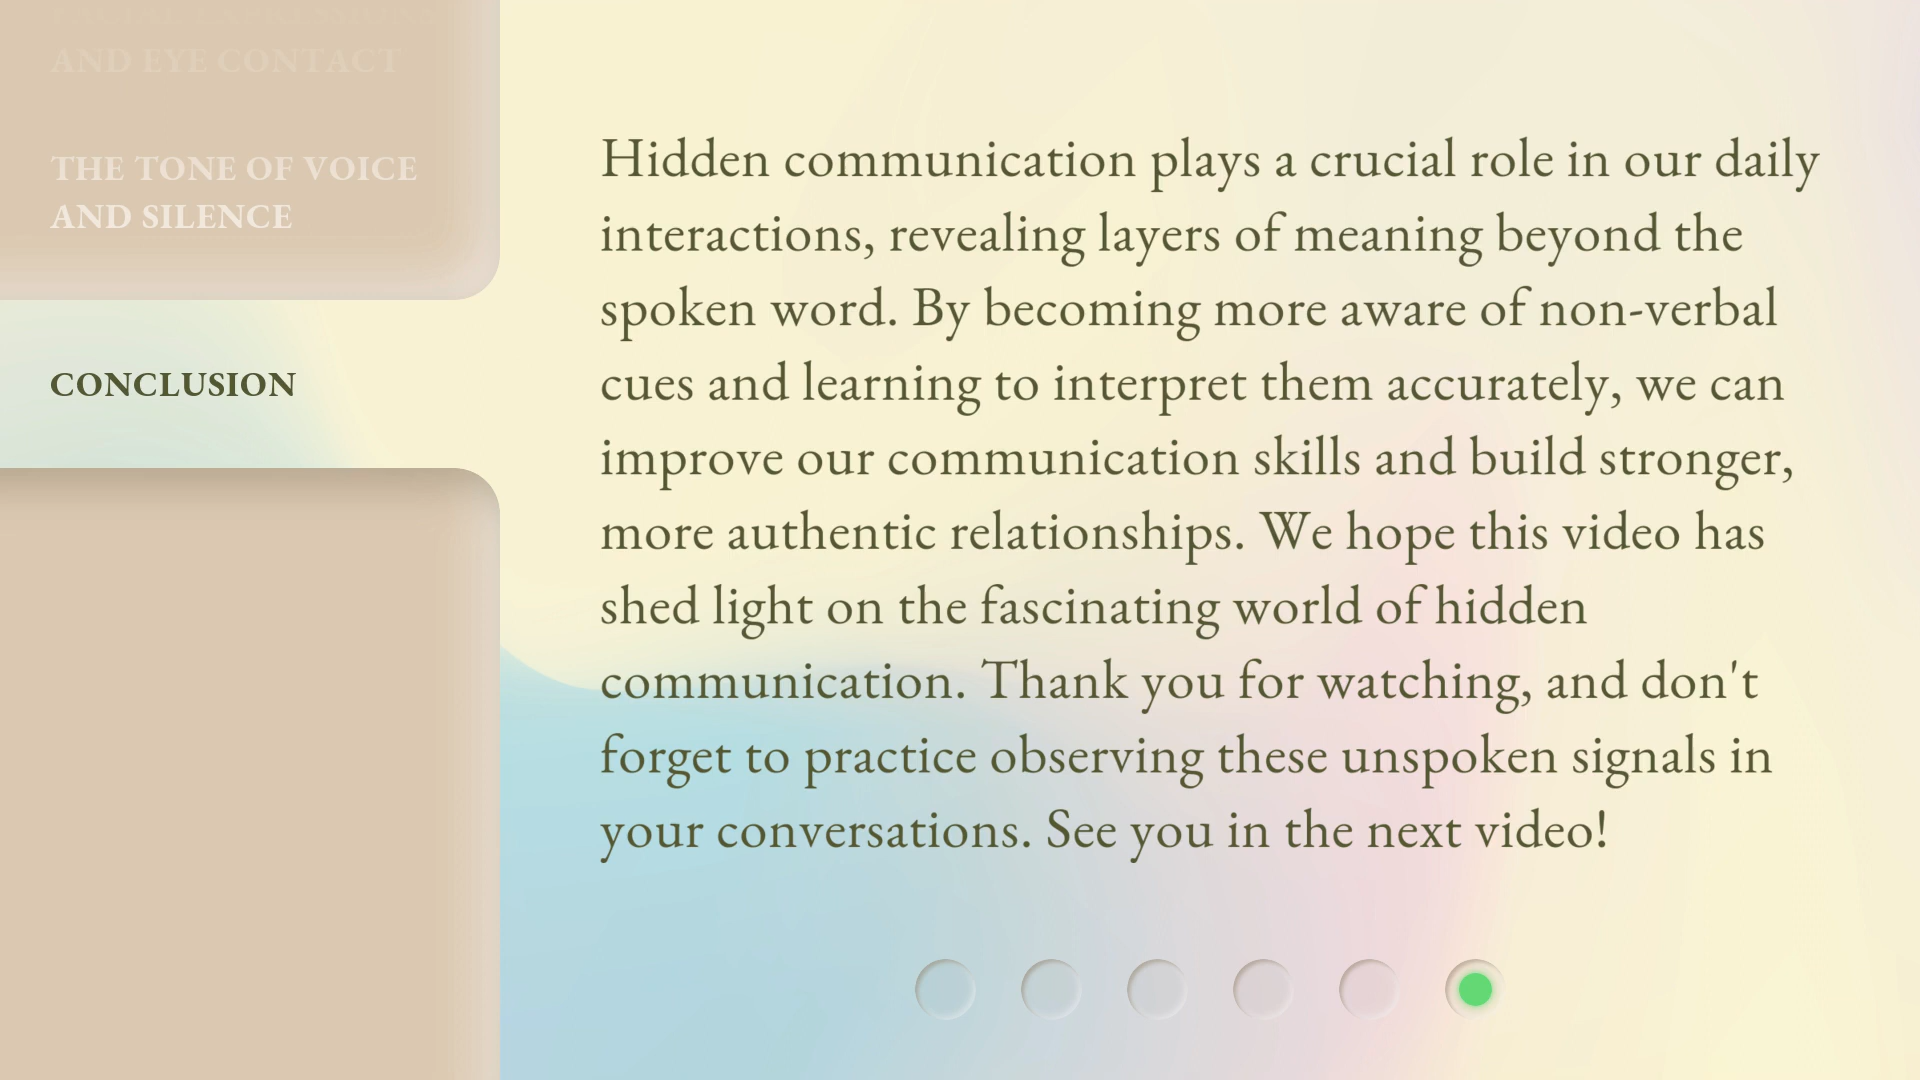 FACIAL EXPRESSIONS
AND EYE CONTACT
THE TONE OF VOICE
AND SILENCE
CONCLUSION
Hidden communication plays a crucial role in our daily
interactions, revealing layers of meaning beyond the
spoken word. By becoming more aware of non-verbal
cues and learning to interpret them accurately, we can
improve our communication skills and build stronger,
more authentic relationships. We hope this video has
shed light on the fascinating world of hidden
communication. Thank you for watching, and don't
forget to practice observing these unspoken signals in
your conversations. See you in the next video!